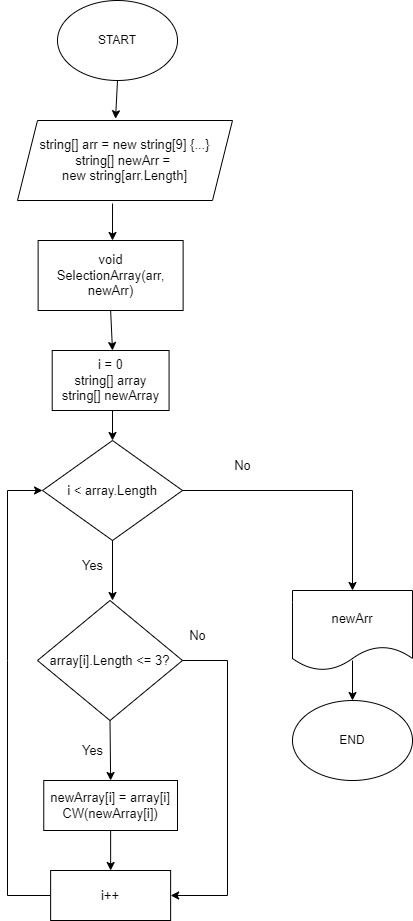 START
string[] arr = new string[9] {...}
string[] newArr =
new string[arr.Length]
void
SelectionArray(arr,
newArr)
i = 0
string[] array
string[] newArray
i < array.Length
No
Yes
newArr
array[i].Length <= 3?
No
END
Yes
newArray[i] = array[i]
CW(newArray[i])
i++